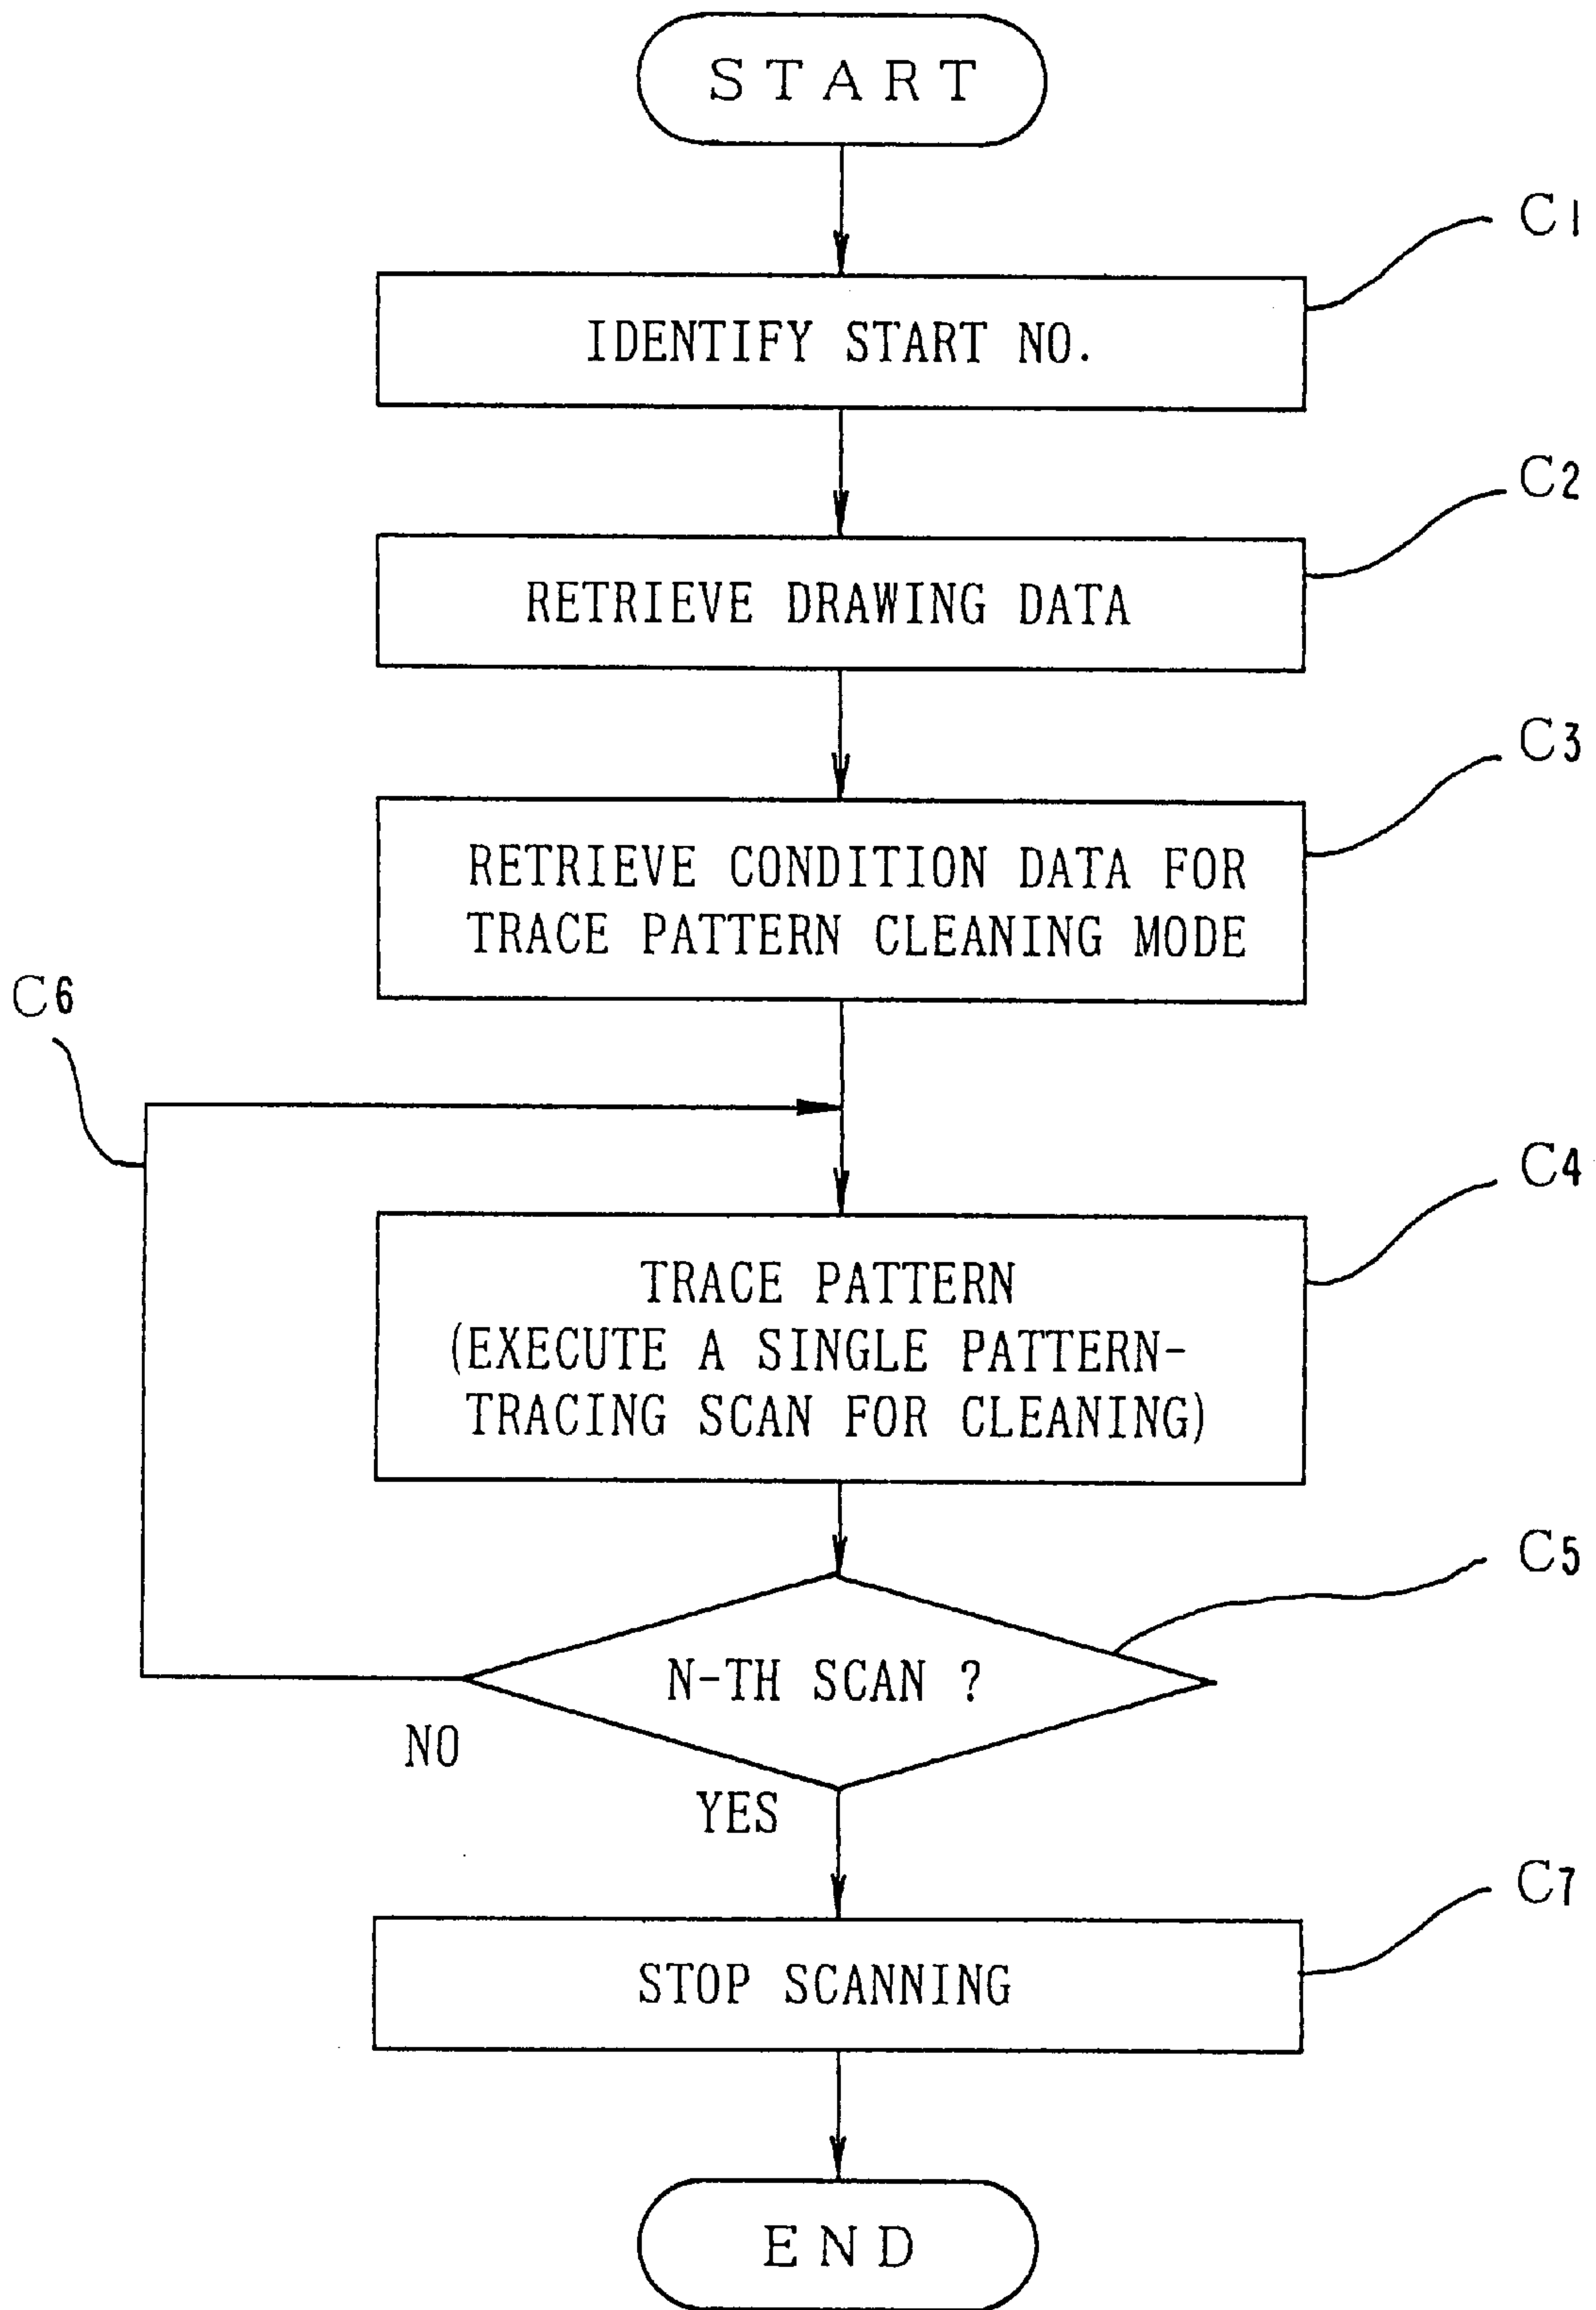 START
C1
IDENTIFY START NO.
C2
RETRIEVE DRAWING DATA
C3
RETRIEVE CONDITION DATA FOR
TRACE PATTERN CLEANING MODE
C6
C4
TRACE PATTERN
(EXECUTE A SINGLE PATTERN-
TRACING SCAN FOR CLEANING)
C5
N-TH SCAN ?
NO
YES
C7
STOP SCANNING
END